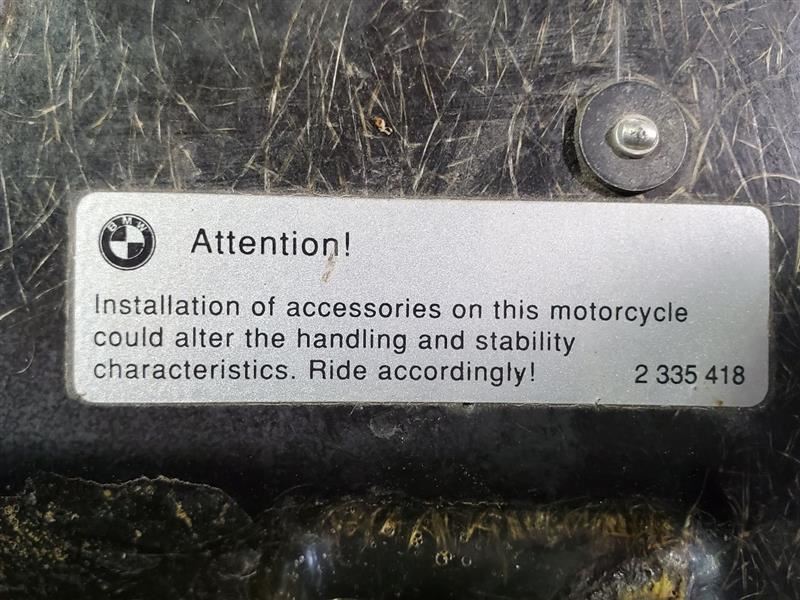 BMW
Attention!
Installation of accessories on this motorcycle
could alter the handling and stability
characteristics. Ride accordingly!
2 335 418